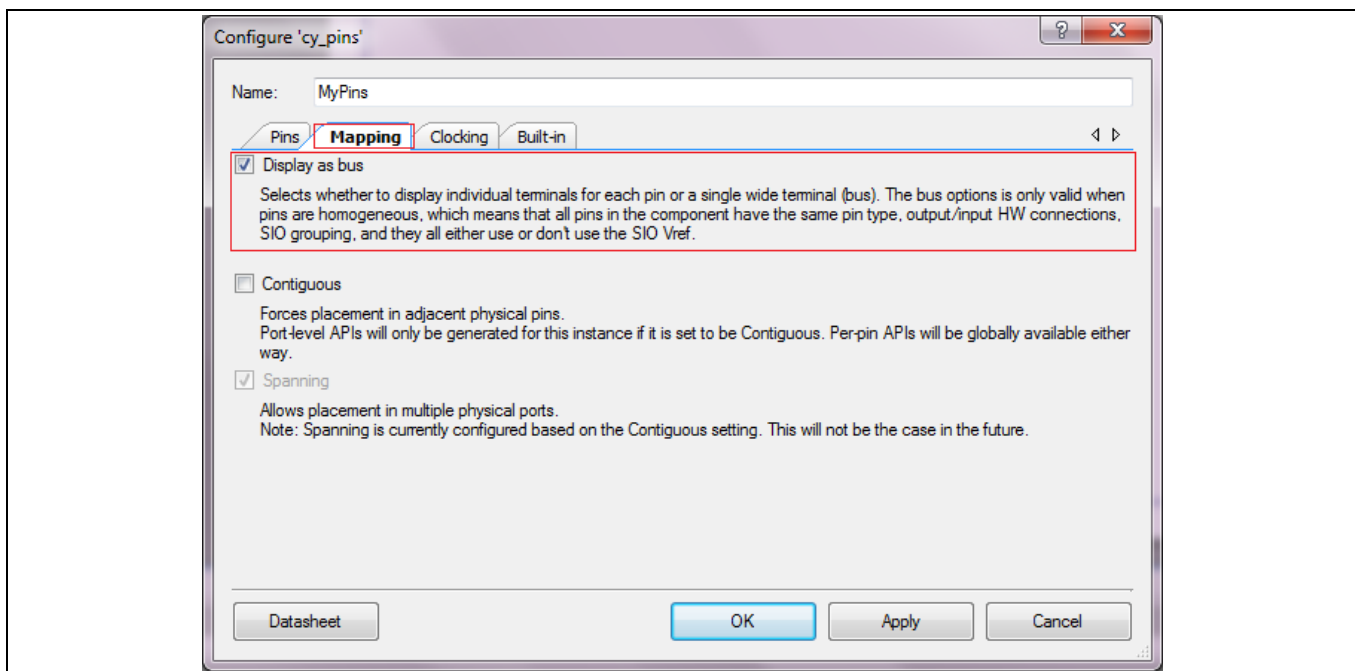 Configure 'cy_pins'
Name: MyPins
Pins Mapping Clocking Built-in
Display as bus
Selects whether to display individual terminals for each pin or a single wide terminal (bus). The bus options is only valid when
pins are homogeneous, which means that all pins in the component have the same pin type, output/input HW connections,
SIO grouping, and they all either use or don't use the SIO Vref.
Contiguous
Forces placement in adjacent physical pins.
Port-level APIs will only be generated for this instance if it is set to be Contiguous. Per-pin APIs will be globally available either
way.
Spanning
Allows placement in multiple physical ports.
Note: Spanning is currently configured based on the Contiguous setting. This will not be the case in the future.
Datasheet OK Apply Cancel